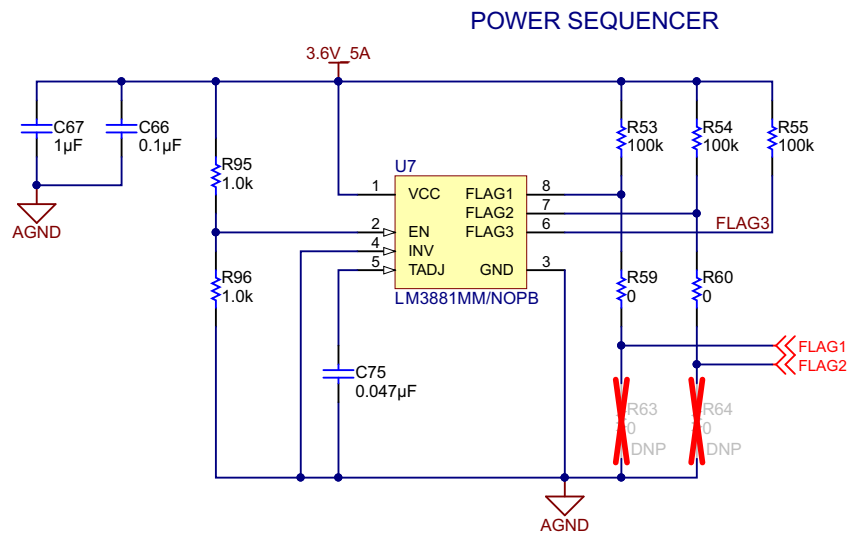 POWER SEQUENCER
3.6V_5A
C67
1µF
C66
0.1µF
R53
100k
R54
100k
R55
100k
R95
1.0k
U7
1
VCC
FLAG1
8
FLAG2
7
2
EN
FLAG3
6
FLAG3
4
INV
5
TADJ
GND
3
LM3881MM/NOPB
AGND
R96
1.0k
R59
0
R60
0
FLAG1
FLAG2
C75
0.047µF
R63
0
DNP
R64
0
DNP
AGND